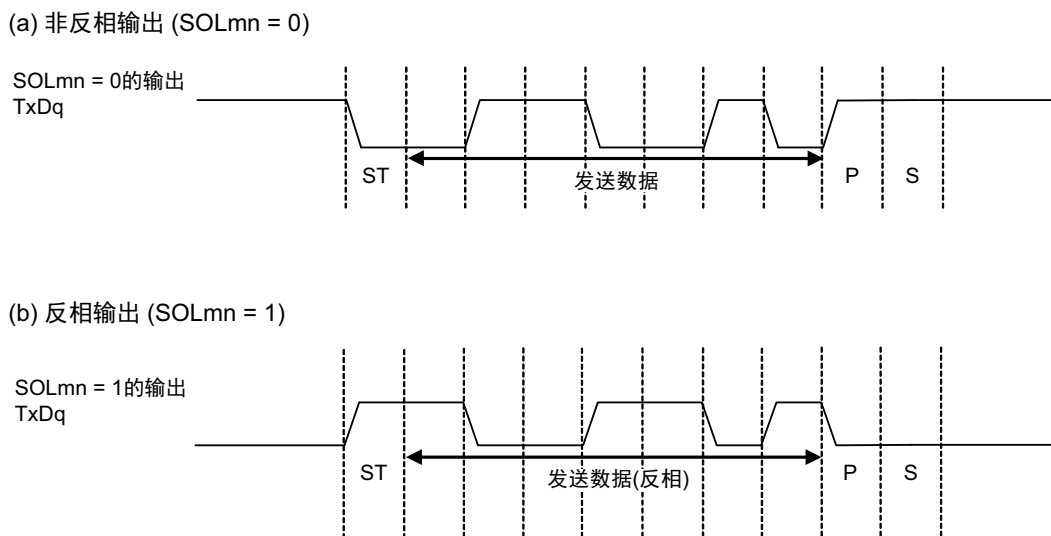 (a) 非反相输出 (SOLmn = 0)
SOLmn = 0的输出
TxDq
ST
发送数据
P
S
(b) 反相输出 (SOLmn = 1)
SOLmn = 1的输出
TxDq
ST
发送数据(反相)
P
S